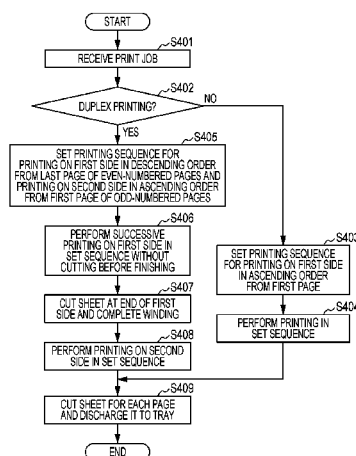 START
S401
RECEIVE PRINT JOB
S402
DUPLEX PRINTING?
NO
YES
S405
SET PRINTING SEQUENCE FOR
PRINTING ON FIRST SIDE IN DESCENDING ORDER
FROM LAST PAGE OF EVEN-NUMBERED PAGES AND
PRINTING ON SECOND SIDE IN ASCENDING ORDER
FROM FIRST PAGE OF ODD-NUMBERED PAGES
S406
PERFORM SUCCESSIVE
PRINTING ON FIRST SIDE IN
SET SEQUENCE WITHOUT
CUTTING BEFORE FINISHING
S403
SET PRINTING SEQUENCE
FOR PRINTING ON FIRST SIDE
IN ASCENDING ORDER
FROM FIRST PAGE
S407
CUT SHEET AT END OF FIRST
SIDE AND COMPLETE WINDING
S404
PERFORM PRINTING IN
SET SEQUENCE
S408
PERFORM PRINTING ON SECOND
SIDE IN SET SEQUENCE
S409
CUT SHEET FOR EACH PAGE
AND DISCHARGE IT TO TRAY
END